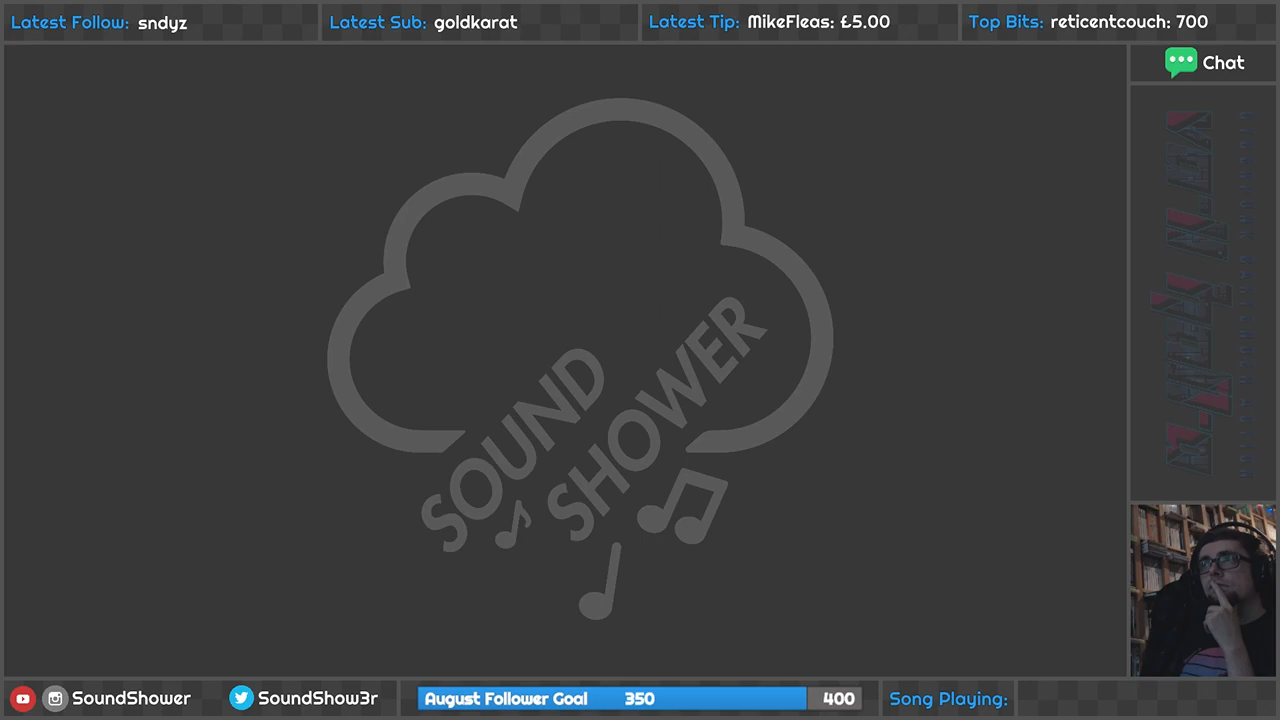 Latest Follow: sndyz
Latest Sub: goldkarat
Latest Tip: MikeFleas: £5.00
Top Bits: reticentcouch: 700
Chat
SOUND
SHOWER
SoundShower
SoundShow3r
August Follower Goal 350 400
Song Playing: